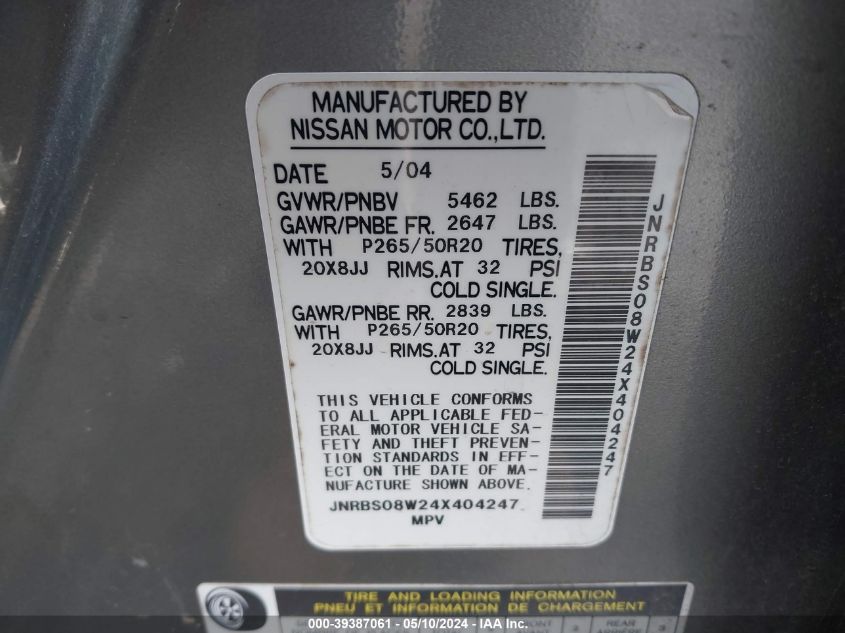 MANUFACTURED BY
NISSAN MOTOR CO.,LTD.
DATE 5/04
GVWR/PNBV 5462 LBS.
GAWR/PNBE FR. 2647 LBS.
WITH P265/50R20 TIRES,
20X8JJ RIMS.AT 32 PSI
COLD SINGLE.
GAWR/PNBE RR. 2839 LBS.
WITH P265/50R20 TIRES,
20X8JJ RIMS.AT 32 PSI
COLD SINGLE.
THIS VEHICLE CONFORMS
TO ALL APPLICABLE FED-
ERAL MOTOR VEHICLE SA-
FETY AND THEFT PREVEN-
TION STANDARDS IN EFF-
ECT ON THE DATE OF MA-
NUFACTURE SHOWN ABOVE.
JNRBS08W24X404247
MPV
JNRBS08W24X404247
TIRE AND LOADING INFORMATION
PNEU ET INFORMATION DE CHARGEMENT
000-39387061 - 05/10/2024 - IAA Inc.